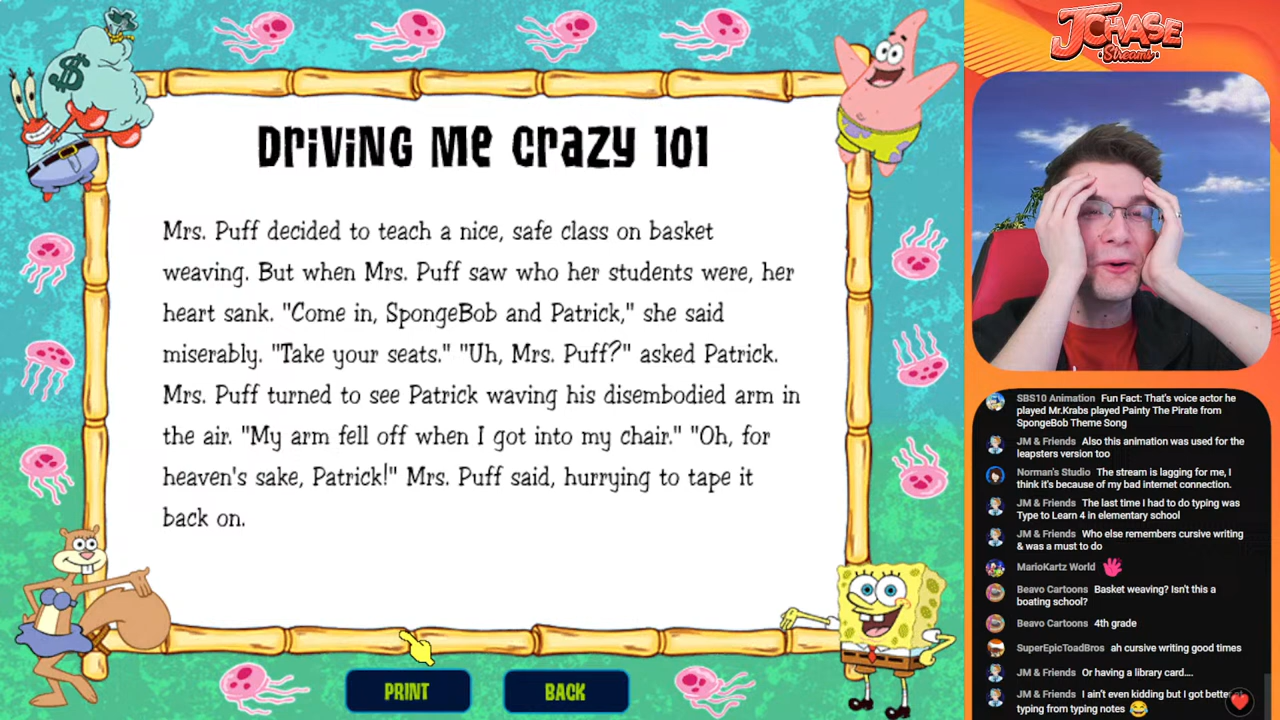 Driving Me Crazy 101
Mrs. Puff decided to teach a nice, safe class on basket
weaving. But when Mrs. Puff saw who her students were, her
heart sank. "Come in, SpongeBob and Patrick," she said
miserably. "Take your seats." "Uh, Mrs. Puff?" asked Patrick.
Mrs. Puff turned to see Patrick waving his disembodied arm in
the air. "My arm fell off when I got into my chair." "Oh, for
heaven's sake, Patrick!" Mrs. Puff said, hurrying to tape it
back on.
PRINT
BACK
$
JCHASE
Streams
SBS10 Animation Fun Fact: That's voice actor he
played Mr.Krabs played Painty The Pirate from
SpongeBob Theme Song
JM & Friends Also this animation was used for the
leapsters version too
Norman's Studio The stream is lagging for me, I
think it's because of my bad internet connection.
JM & Friends The last time I had to do typing was
Type to Learn 4 in elementary school
JM & Friends Who else remembers cursive writing
& was a must to do
MarioKartz World
Beavo Cartoons Basket weaving? Isn't this a
boating school?
Beavo Cartoons 4th grade
SuperEpicToadBros ah cursive writing good times
JM & Friends Or having a library card....
JM & Friends I ain't even kidding but I got better
typing from typing notes 😂